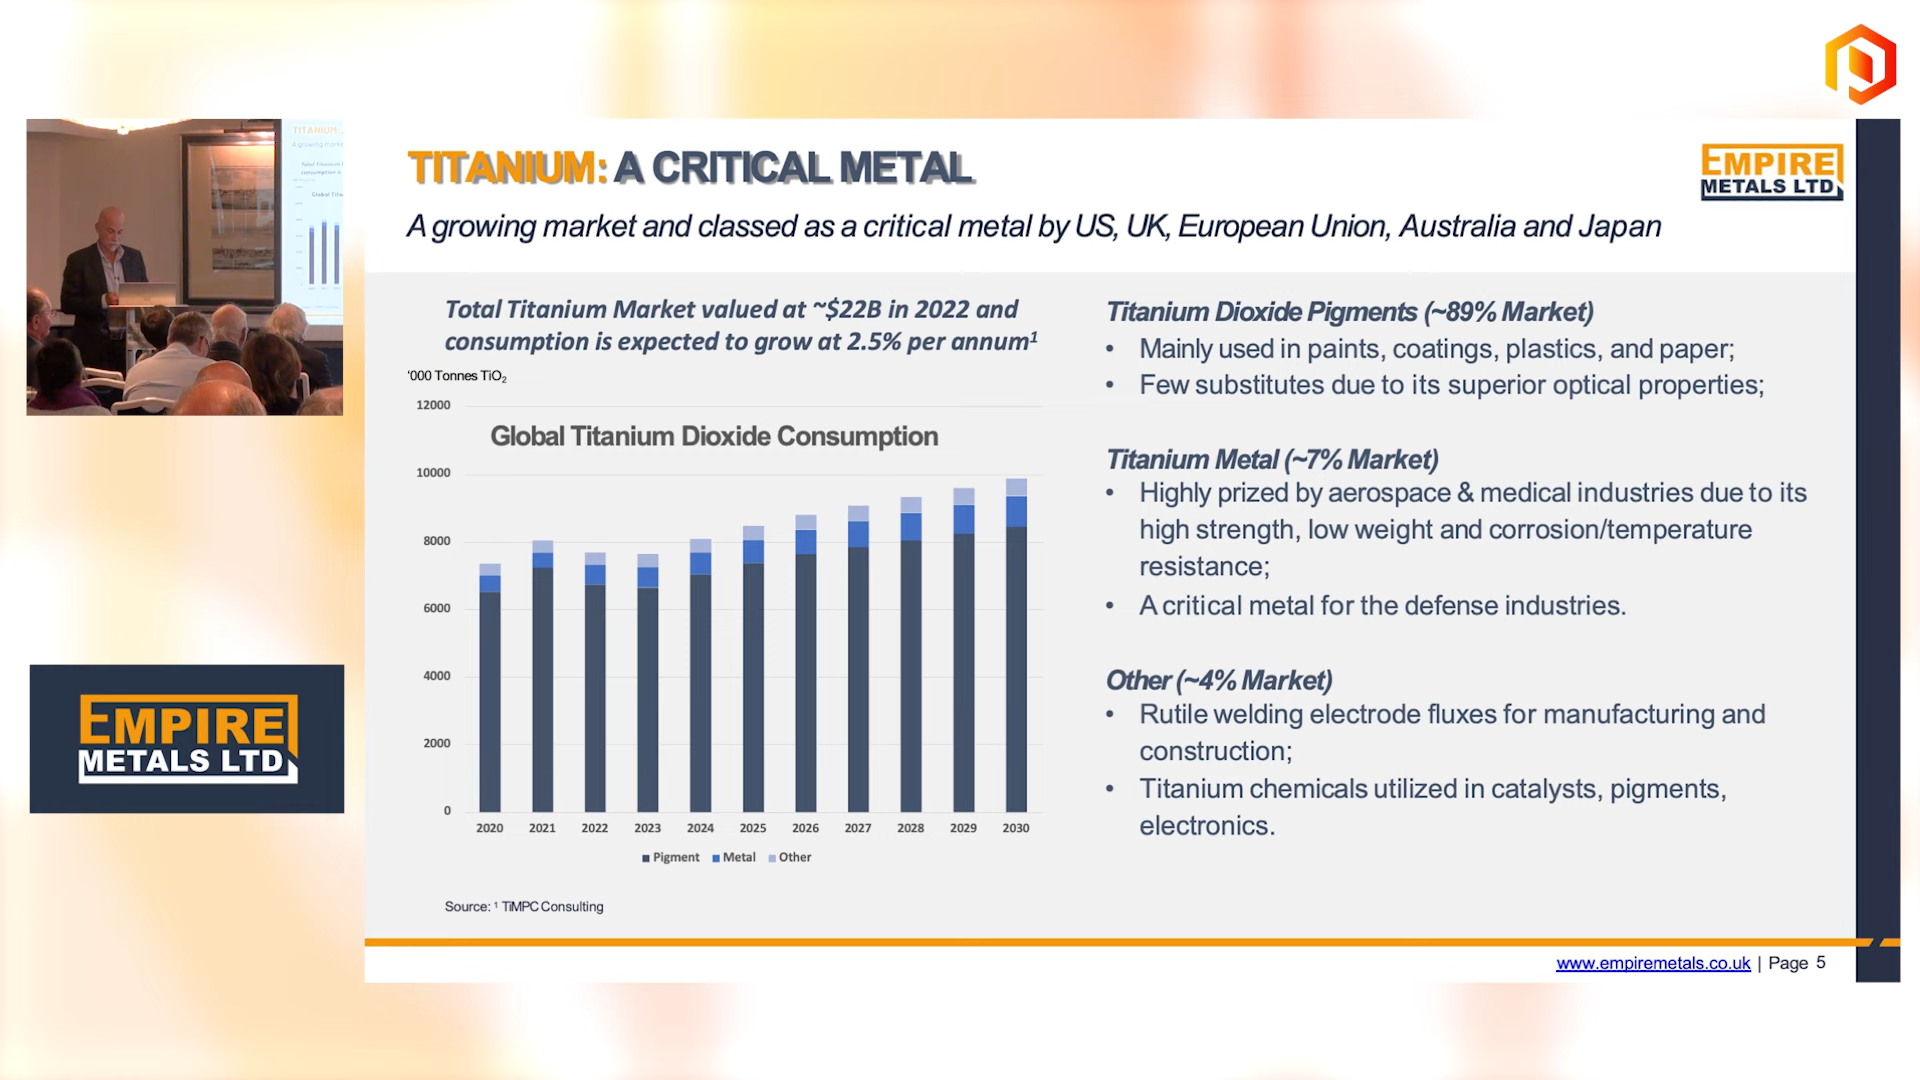 TITANIUM: A CRITICAL METAL
EMPIRE
METALS LTD
A growing market and classed as a critical metal by US, UK, European Union, Australia and Japan
Total Titanium Market valued at ~$22B in 2022 and
consumption is expected to grow at 2.5% per annum¹
'000 Tonnes TiO₂
Global Titanium Dioxide Consumption
12000
10000
8000
6000
4000
2000
0
2020 2021 2022 2023 2024 2025 2026 2027 2028 2029 2030
Pigment Metal Other
Source: ¹ TiMPC Consulting
Titanium Dioxide Pigments (~89% Market)
• Mainly used in paints, coatings, plastics, and paper;
• Few substitutes due to its superior optical properties;
Titanium Metal (~7% Market)
• Highly prized by aerospace & medical industries due to its
high strength, low weight and corrosion/temperature
resistance;
• A critical metal for the defense industries.
Other (~4% Market)
• Rutile welding electrode fluxes for manufacturing and
construction;
• Titanium chemicals utilized in catalysts, pigments,
electronics.
www.empiremetals.co.uk | Page 5
EMPIRE
METALS LTD
TITANIUM: